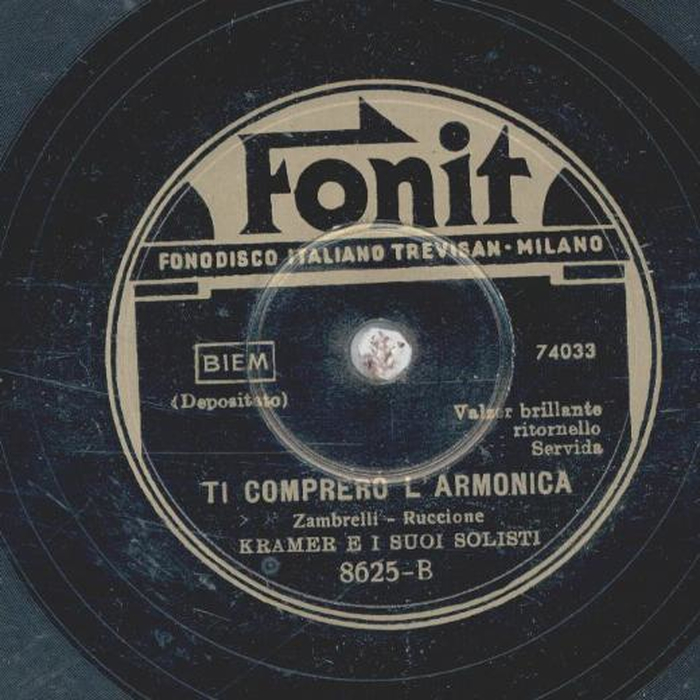 Fonit
FONODISCO ITALIANO TREVISAN - MILANO
BIEM
74033
(Depositato)
Valzer brillante
ritornello
Servida
TI COMPRERÒ L'ARMONICA
Zambrelli - Ruccione
KRAMER E I SUOI SOLISTI
8625-B